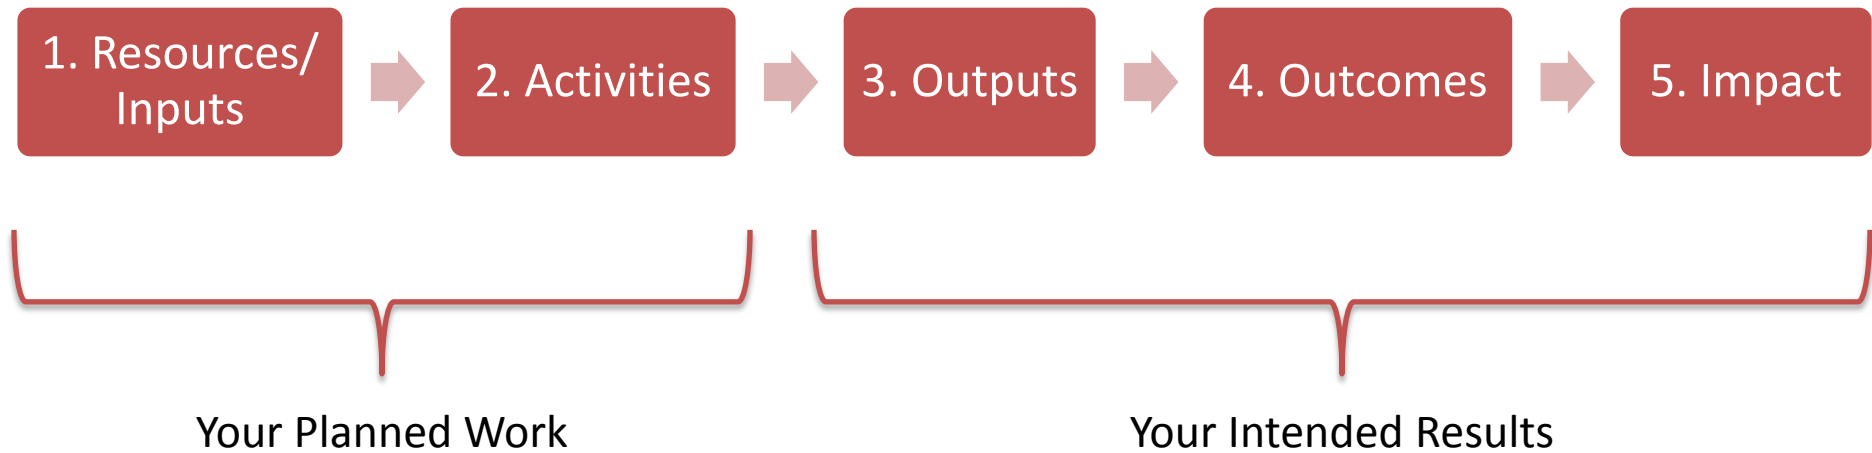 1. Resources/
Inputs
2. Activities
3. Outputs
4. Outcomes
5. Impact
Your Planned Work
Your Intended Results